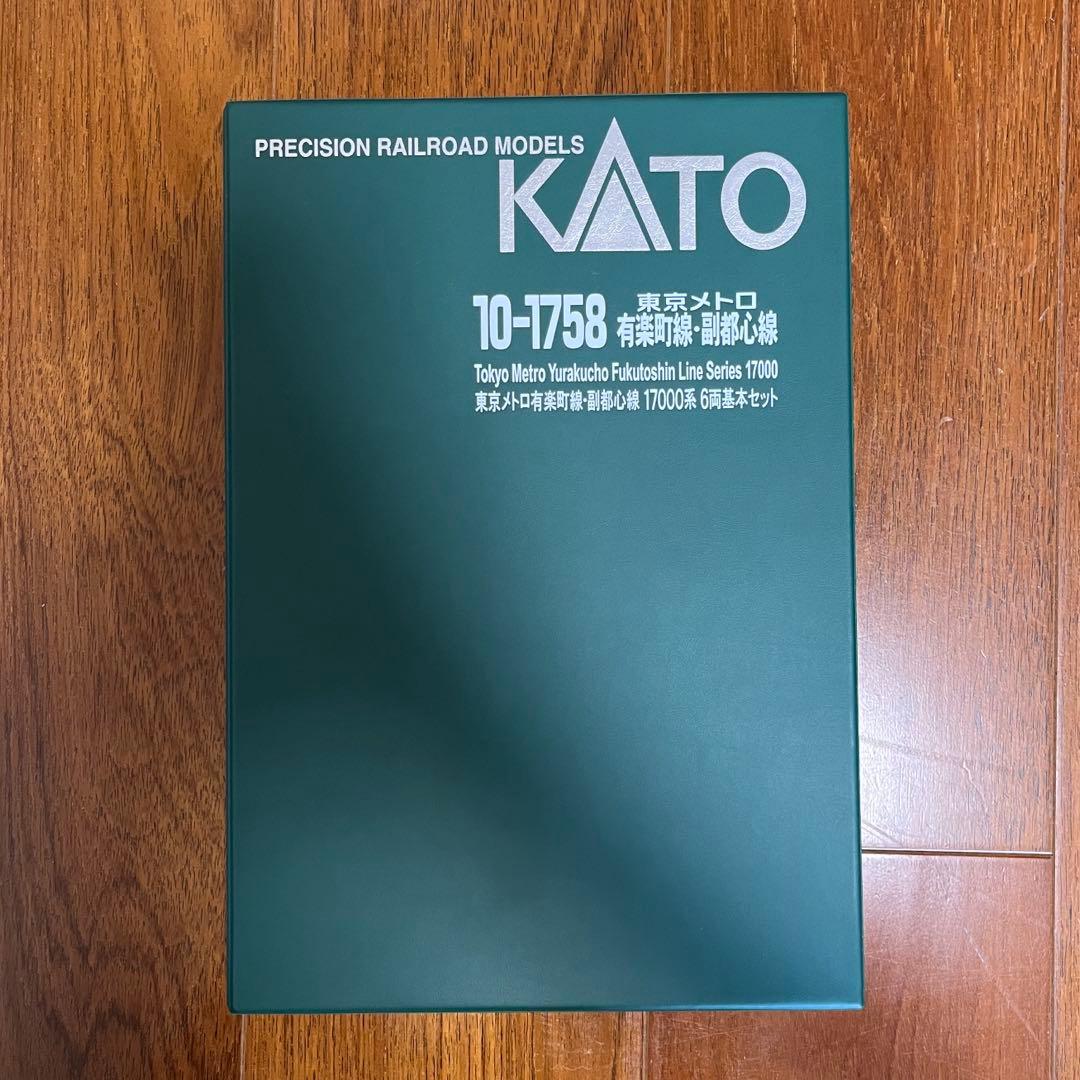 PRECISION RAILROAD MODELS
KATO
10-1758
東京メトロ
有楽町線・副都心線
Tokyo Metro Yurakucho Fukutoshin Line Series 17000
東京メトロ有楽町線・副都心線 17000系 6両基本セット